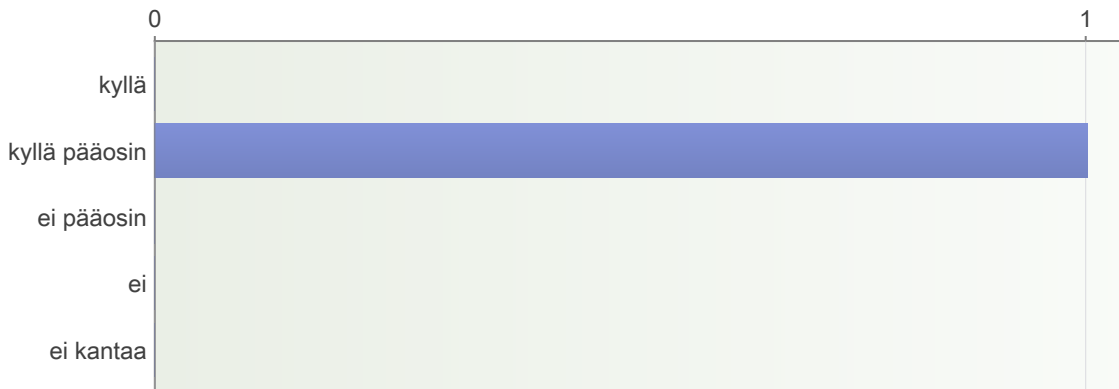 0 1
kyllä
kyllä pääosin
ei pääosin
ei
ei kantaa